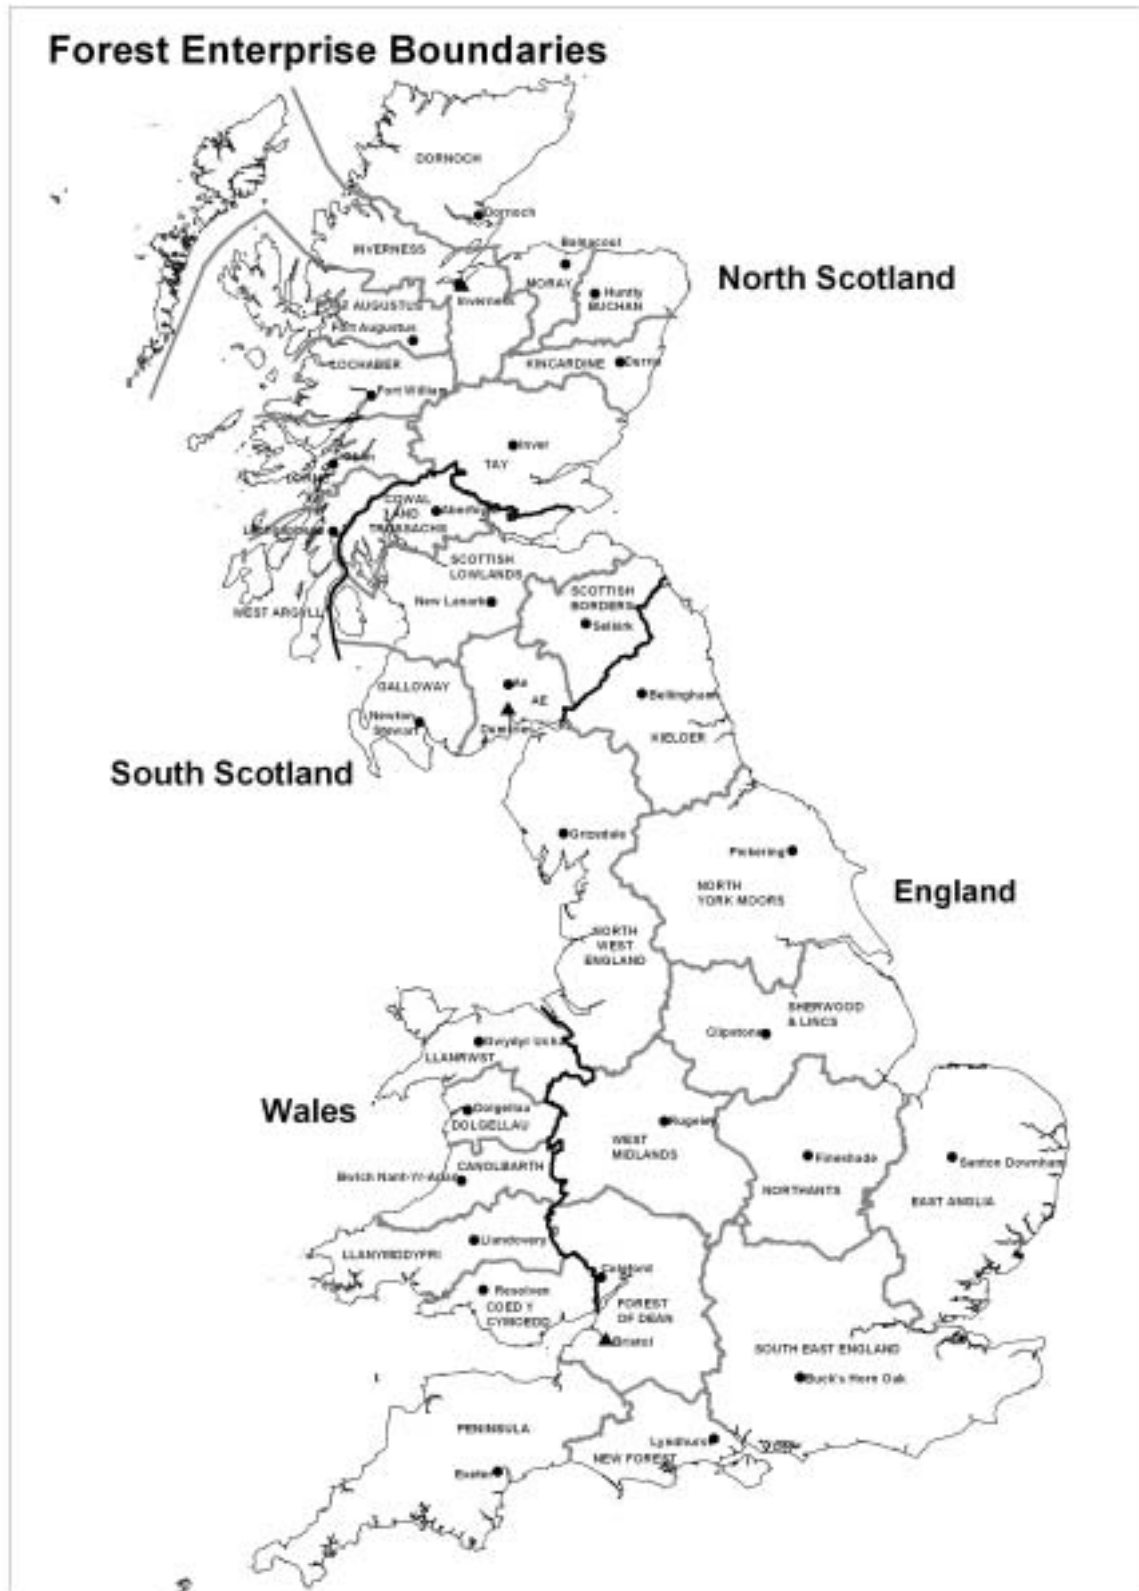 Forest Enterprise Boundaries
DORNOCH
Dornoch
INVERNESS
North Scotland
MORAY
Huntly
BUCHAN
Inverness
AUGUSTUS
Fort Augustus
LOCHABER
KINCARDINE
Fort William
Inver
TAY
COWAL
TROSSACHS
SCOTTISH
LOWLANDS
New Lanark
SCOTTISH
BORDERS
Selkirk
WEST ARGYLL
GALLOWAY
Ae
AE
Newton
Stewart
Bellingham
KIELDER
South Scotland
Grizedale
Pickering
NORTH
YORK MOORS
England
NORTH
WEST
ENGLAND
SHERWOOD
& LINCS
Clipstone
LLANRWST
Wales
Dolgellau
DOLGELLAU
Rugeley
WEST
MIDLANDS
CANOLBARTH
Fineshade
NORTHANTS
Santon Downham
EAST ANGLIA
Llandovery
Resolven
COED Y
CYMOEDD
Coleford
FOREST
OF DEAN
Bristol
SOUTH EAST ENGLAND
Buck's Horn Oak
PENINSULA
Lyndhurst
NEW FOREST
Exeter